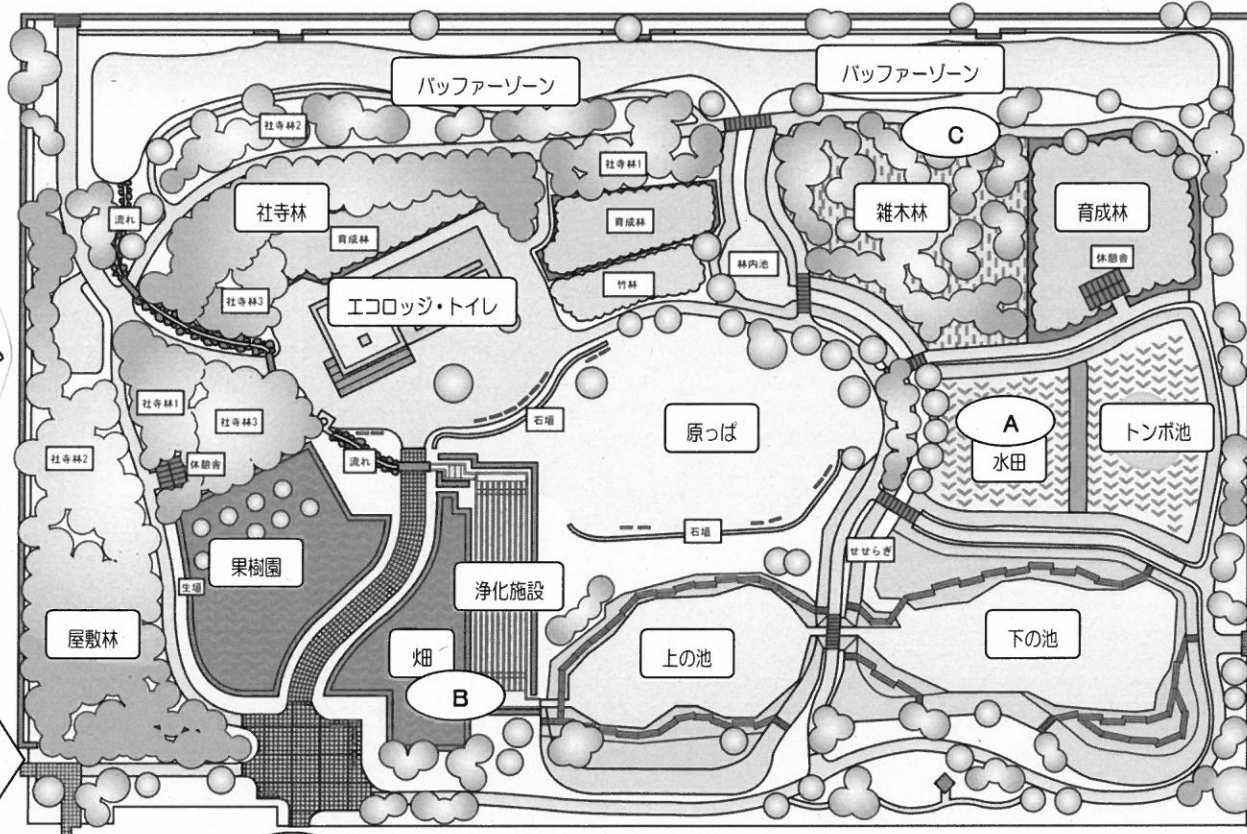 バッファーゾーン
バッファーゾーン
社寺林2
C
社寺林1
流れ
社寺林
雑木林
育成林
育成林
育成林
林内池
休憩舎
竹林
エコロッジ・トイレ
社寺林3
社寺林1
社寺林3
石垣
原っぱ
A
水田
トンボ池
社寺林2
休憩舎
流れ
石垣
せせらぎ
果樹園
生垣
浄化施設
屋敷林
畑
上の池
下の池
B